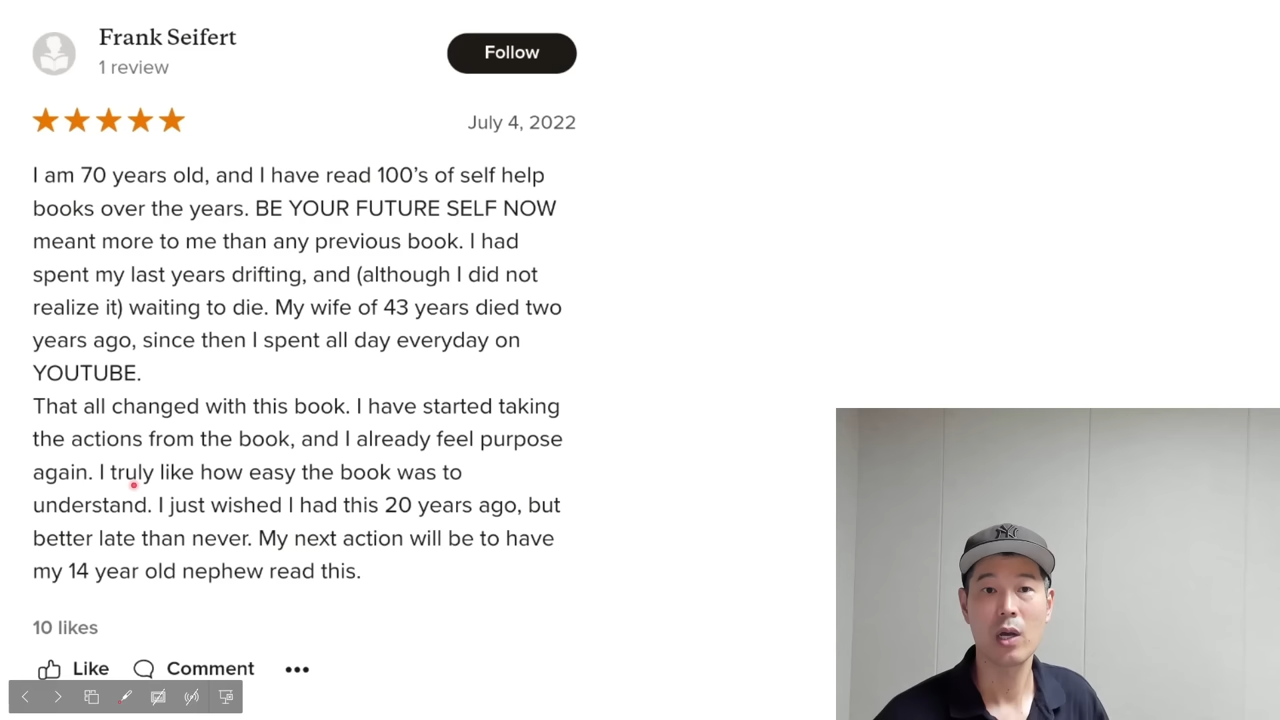 Frank Seifert
1 review
Follow
July 4, 2022
I am 70 years old, and I have read 100’s of self help
books over the years. BE YOUR FUTURE SELF NOW
meant more to me than any previous book. I had
spent my last years drifting, and (although I did not
realize it) waiting to die. My wife of 43 years died two
years ago, since then I spent all day everyday on
YOUTUBE.
That all changed with this book. I have started taking
the actions from the book, and I already feel purpose
again. I truly like how easy the book was to
understand. I just wished I had this 20 years ago, but
better late than never. My next action will be to have
my 14 year old nephew read this.
10 likes
Like
Comment
NY